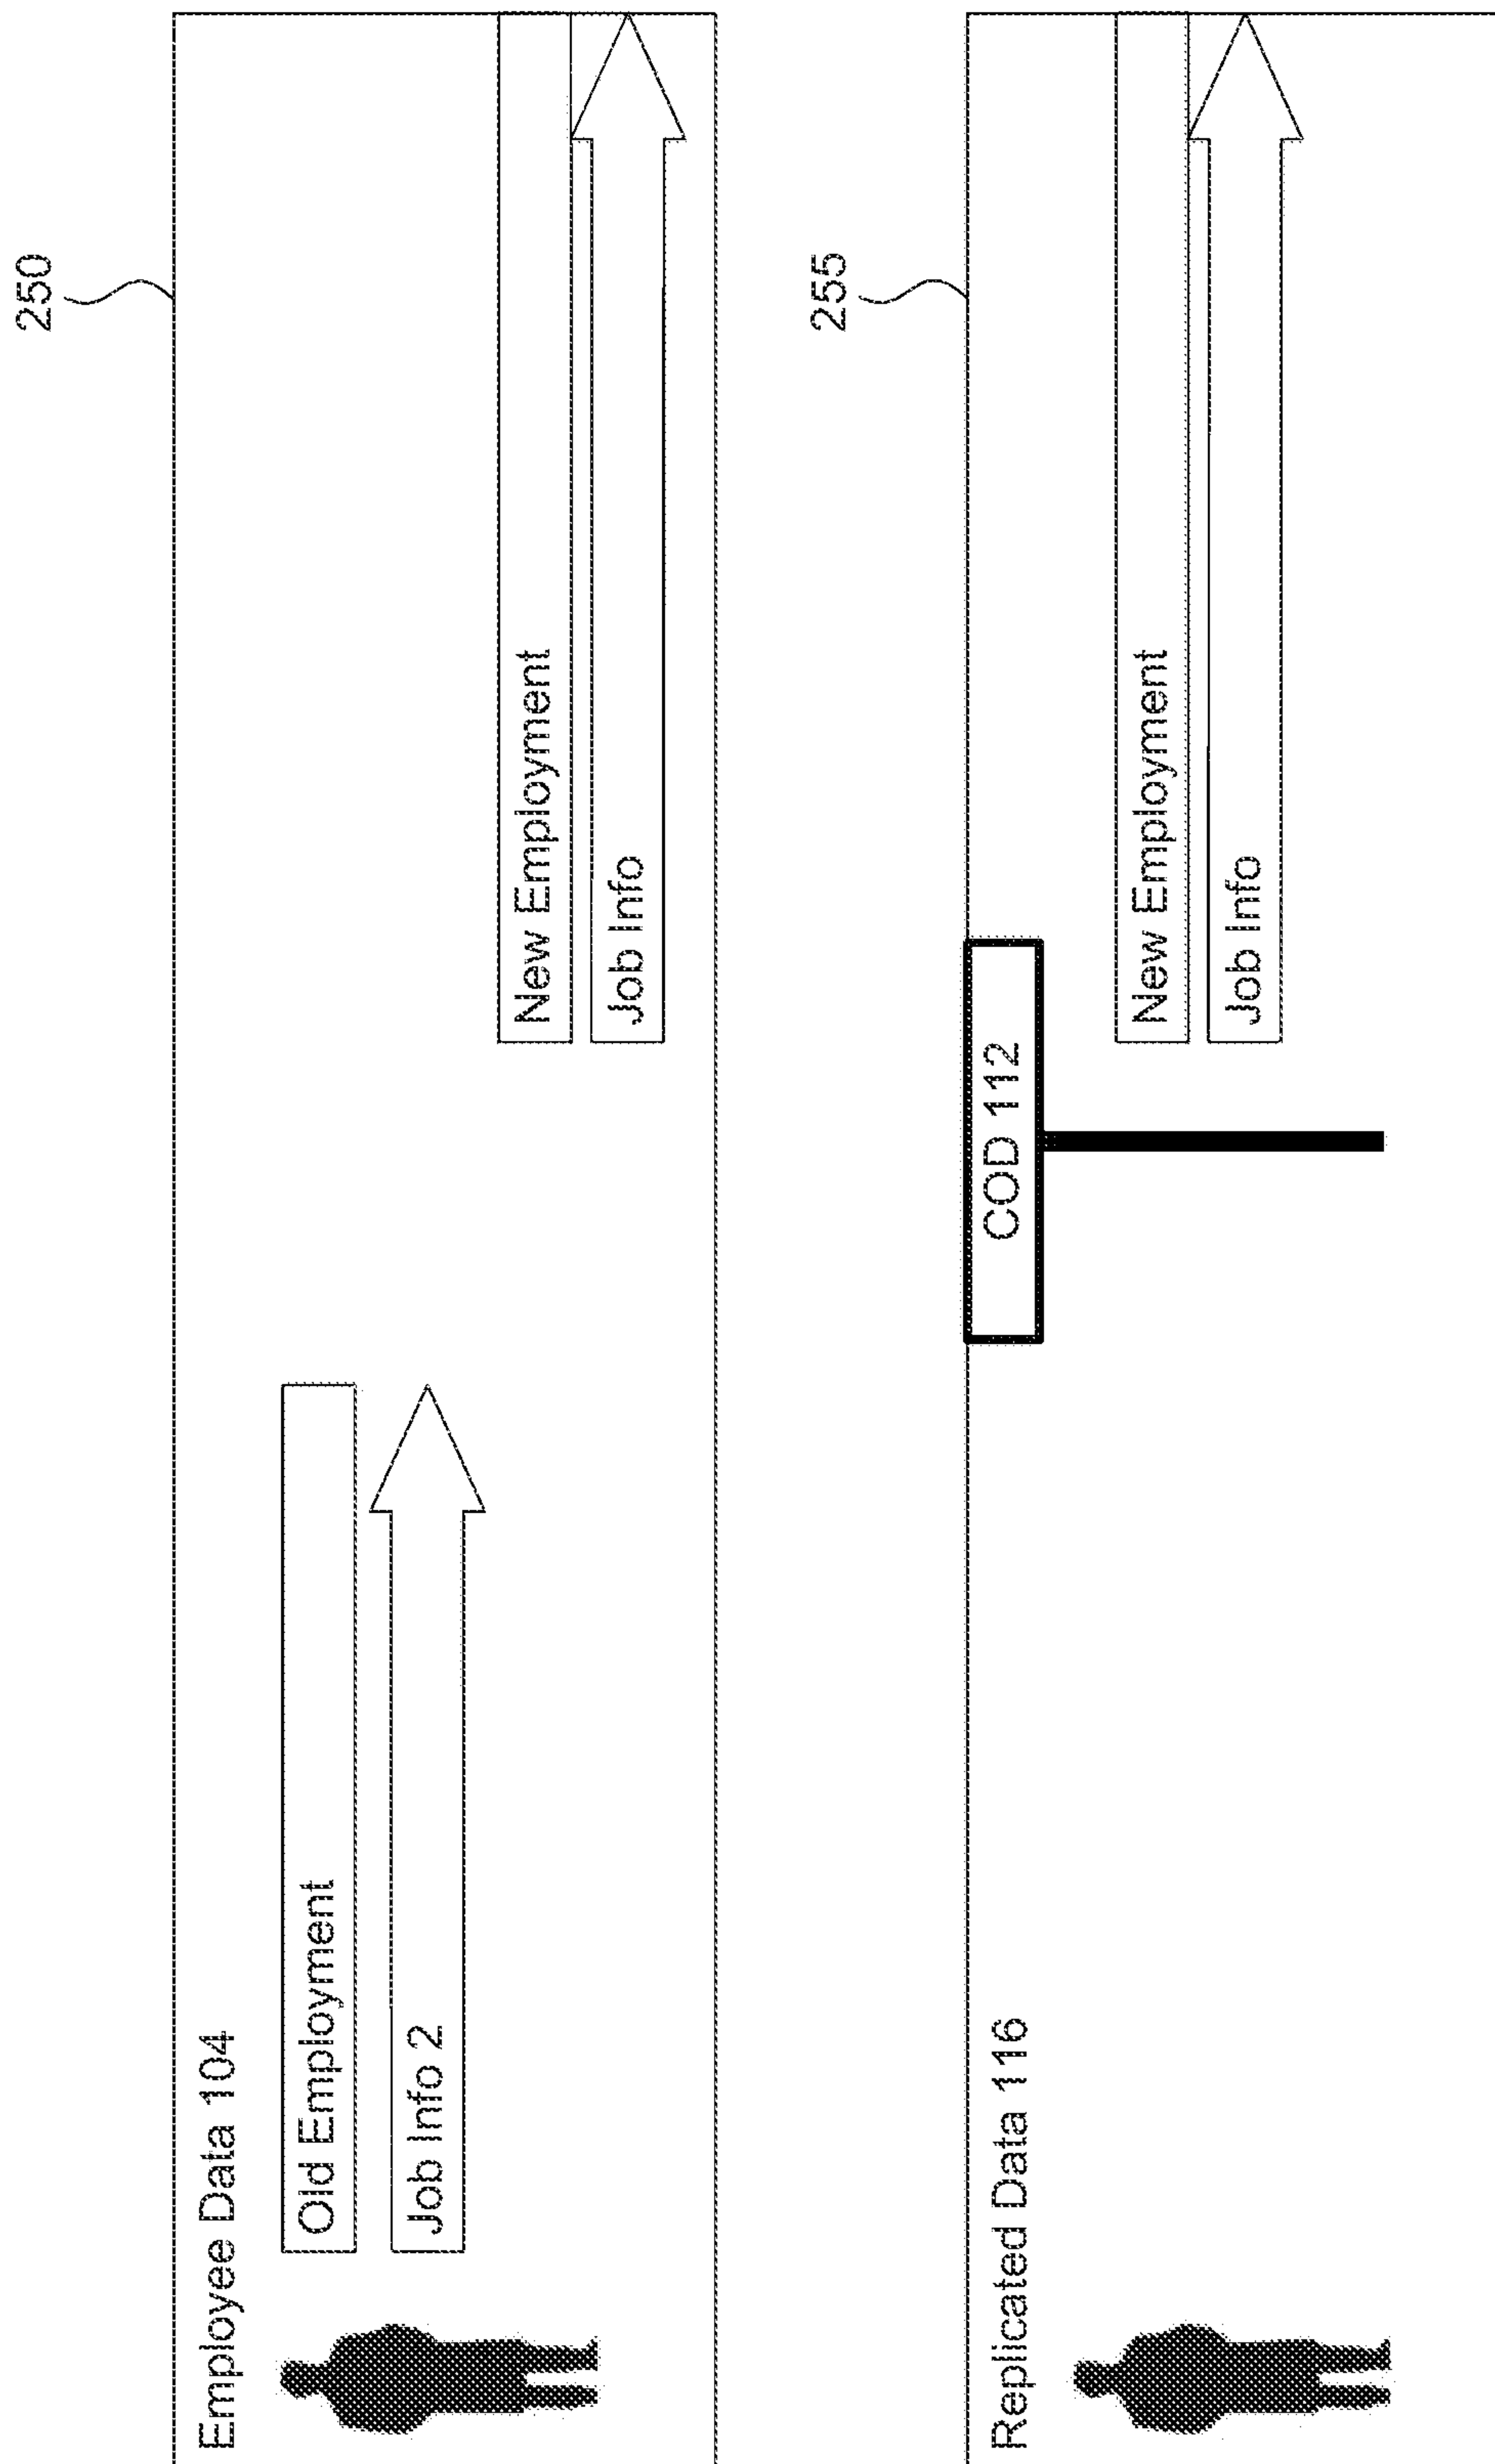 250
Employee Data 104
Old Employment
Job Info 2
New Employment
Job Info
255
Replicated Data 116
COD 112
New Employment
Job Info